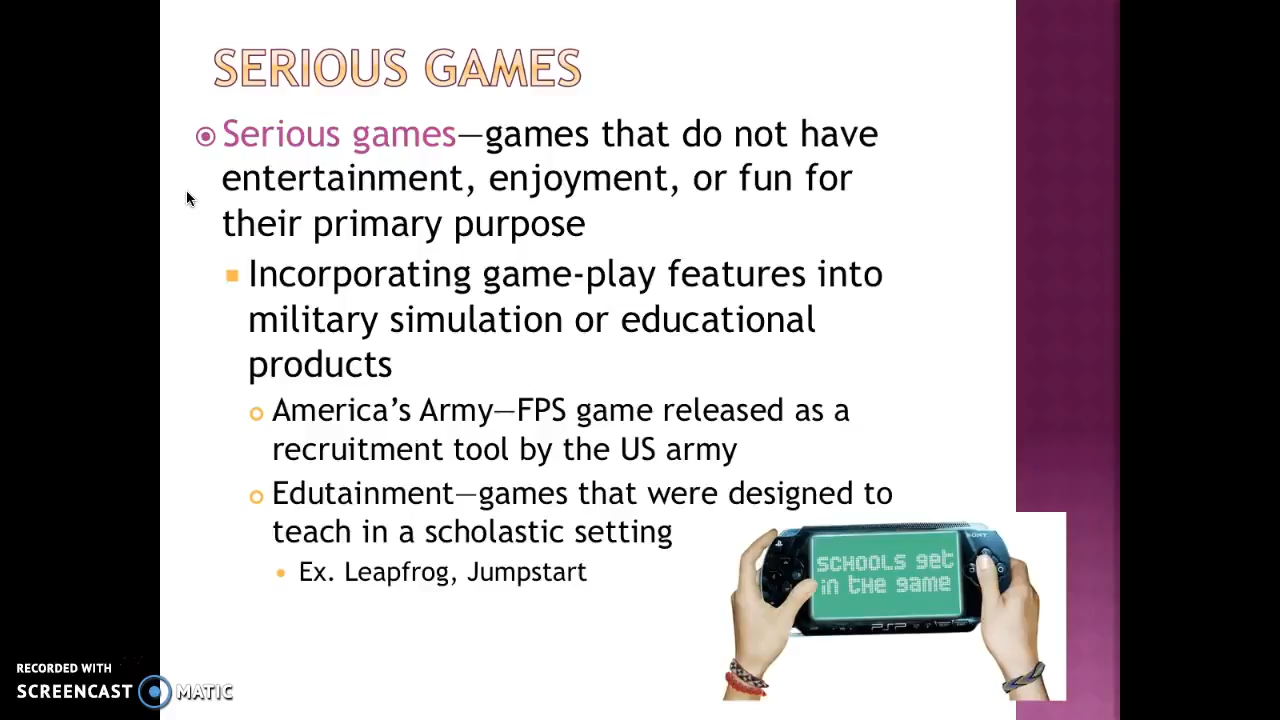 SERIOUS GAMES
Serious games—games that do not have
entertainment, enjoyment, or fun for
their primary purpose
Incorporating game-play features into
military simulation or educational
products
America’s Army—FPS game released as a
recruitment tool by the US army
Edutainment—games that were designed to
teach in a scholastic setting
Ex. Leapfrog, Jumpstart
SONY
SCHOOLS get
in the game
PSP
RECORDED WITH
SCREENCAST MATIC